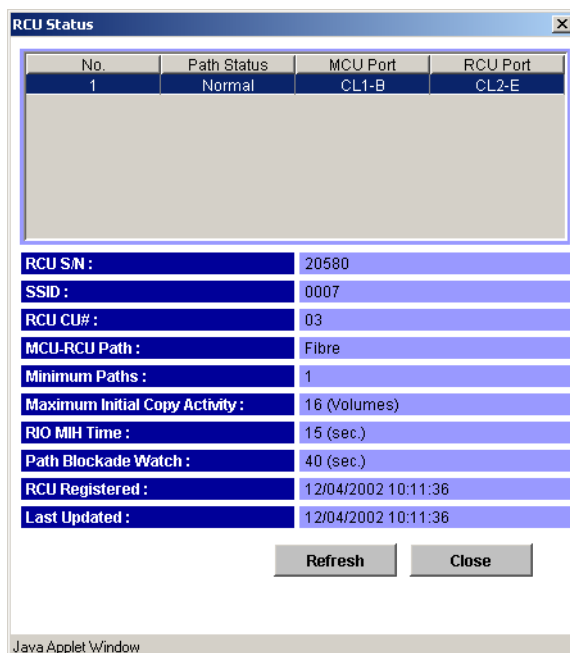 RCU Status
No. Path Status MCU Port RCU Port
1 Normal CL1-B CL2-E
RCU S/N : 20580
SSID : 0007
RCU CU# : 03
MCU-RCU Path : Fibre
Minimum Paths : 1
Maximum Initial Copy Activity : 16 (Volumes)
RIO MIH Time : 15 (sec.)
Path Blockade Watch : 40 (sec.)
RCU Registered : 12/04/2002 10:11:36
Last Updated : 12/04/2002 10:11:36
Refresh Close
Java Applet Window